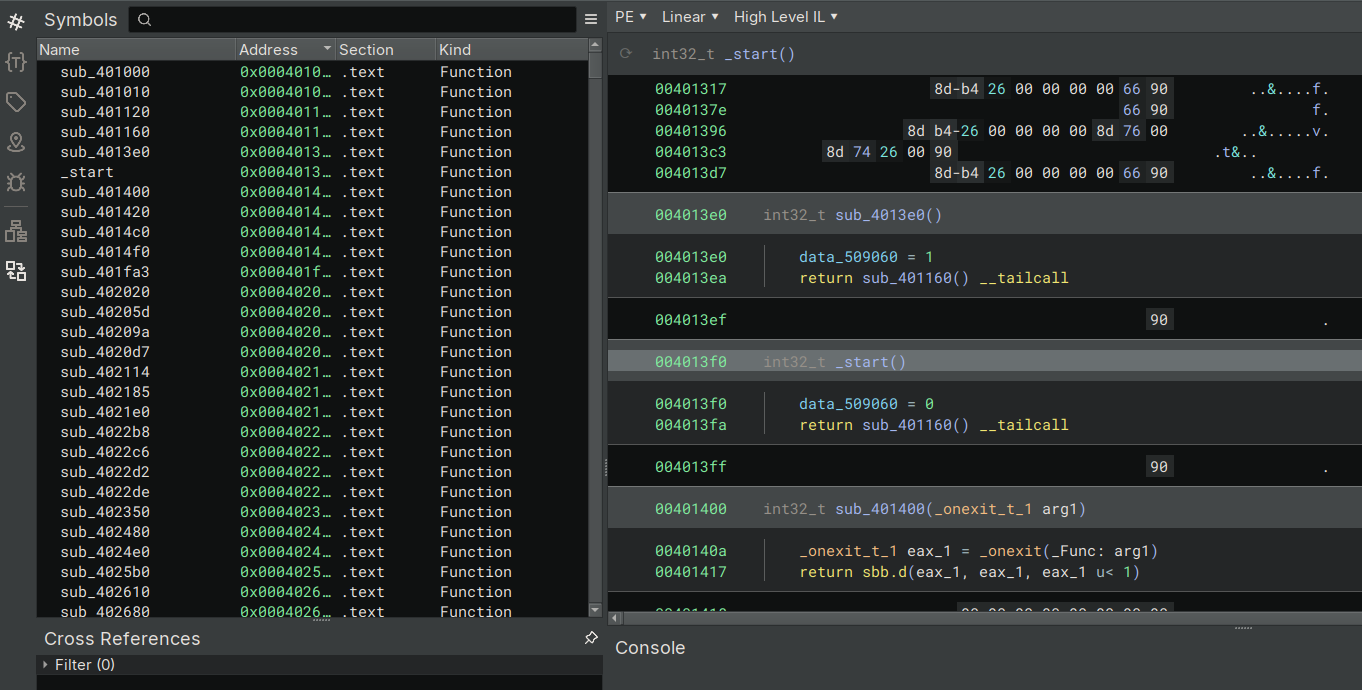 Symbols
Name Address Section Kind
sub_401000 0x0004010… .text Function
sub_401010 0x0004010… .text Function
sub_401120 0x0004011… .text Function
sub_401160 0x0004011… .text Function
sub_4013e0 0x0004013… .text Function
_start 0x0004013… .text Function
sub_401400 0x0004014… .text Function
sub_401420 0x0004014… .text Function
sub_4014c0 0x0004014… .text Function
sub_4014f0 0x0004014… .text Function
sub_401fa3 0x000401f… .text Function
sub_402020 0x0004020… .text Function
sub_40205d 0x0004020… .text Function
sub_40209a 0x0004020… .text Function
sub_4020d7 0x0004020… .text Function
sub_402114 0x0004021… .text Function
sub_402185 0x0004021… .text Function
sub_4021e0 0x0004021… .text Function
sub_4022b8 0x0004022… .text Function
sub_4022c6 0x0004022… .text Function
sub_4022d2 0x0004022… .text Function
sub_4022de 0x0004022… .text Function
sub_402350 0x0004023… .text Function
sub_402480 0x0004024… .text Function
sub_4024e0 0x0004024… .text Function
sub_4025b0 0x0004025… .text Function
sub_402610 0x0004026… .text Function
sub_402680 0x0004026… .text Function
Cross References
Filter (0)
PE Linear High Level IL
int32_t _start()
00401317 8d-b4 26 00 00 00 00 66 90 ..&....f.
0040137e 66 90 f.
00401396 8d b4-26 00 00 00 00 8d 76 00 ..&.....v.
004013c3 8d 74 26 00 90 .t&..
004013d7 8d-b4 26 00 00 00 00 66 90 ..&....f.
004013e0 int32_t sub_4013e0()
004013e0 data_509060 = 1
004013ea return sub_401160() __tailcall
004013ef 90 .
004013f0 int32_t _start()
004013f0 data_509060 = 0
004013fa return sub_401160() __tailcall
004013ff 90 .
00401400 int32_t sub_401400(_onexit_t_1 arg1)
0040140a _onexit_t_1 eax_1 = _onexit(_Func: arg1)
00401417 return sbb.d(eax_1, eax_1, eax_1 u< 1)
Console